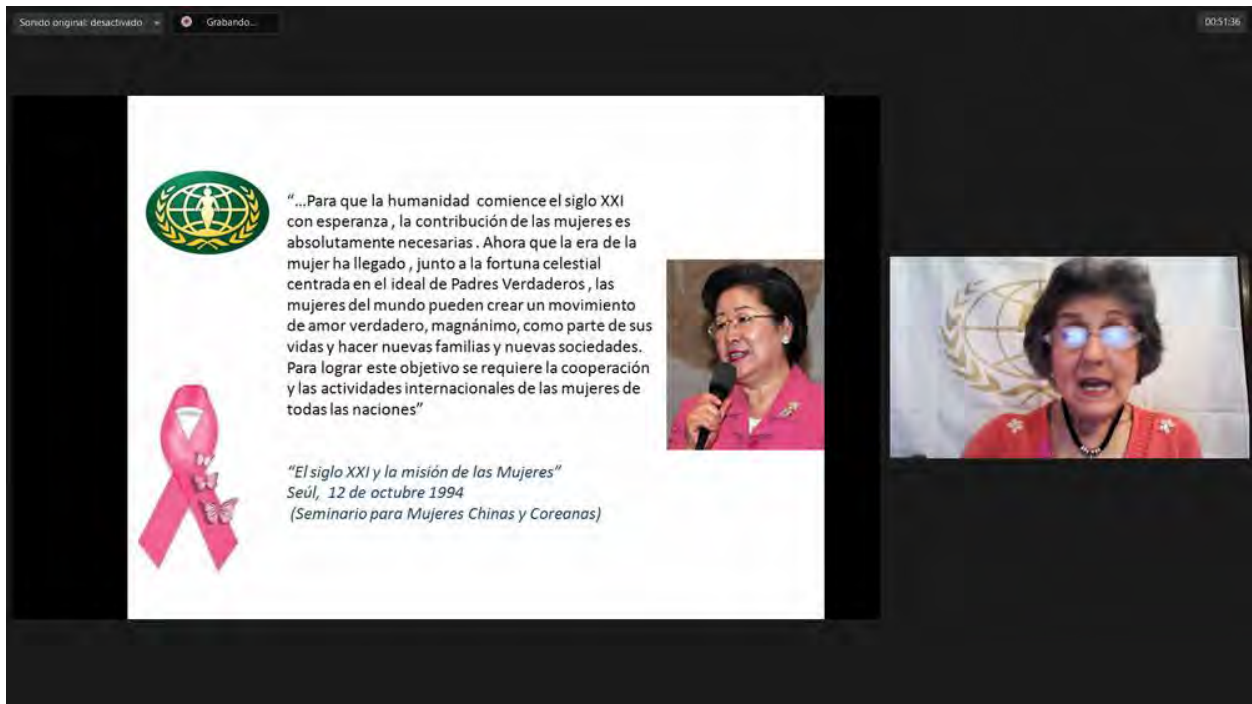 Sonido original: desactivado
Grabando...
00:51:36
“...Para que la humanidad comience el siglo XXI
con esperanza , la contribución de las mujeres es
absolutamente necesarias . Ahora que la era de la
mujer ha llegado , junto a la fortuna celestial
centrada en el ideal de Padres Verdaderos , las
mujeres del mundo pueden crear un movimiento
de amor verdadero, magnánimo, como parte de sus
vidas y hacer nuevas familias y nuevas sociedades.
Para lograr este objetivo se requiere la cooperación
y las actividades internacionales de las mujeres de
todas las naciones”
“El siglo XXI y la misión de las Mujeres”
Seúl, 12 de octubre 1994
(Seminario para Mujeres Chinas y Coreanas)